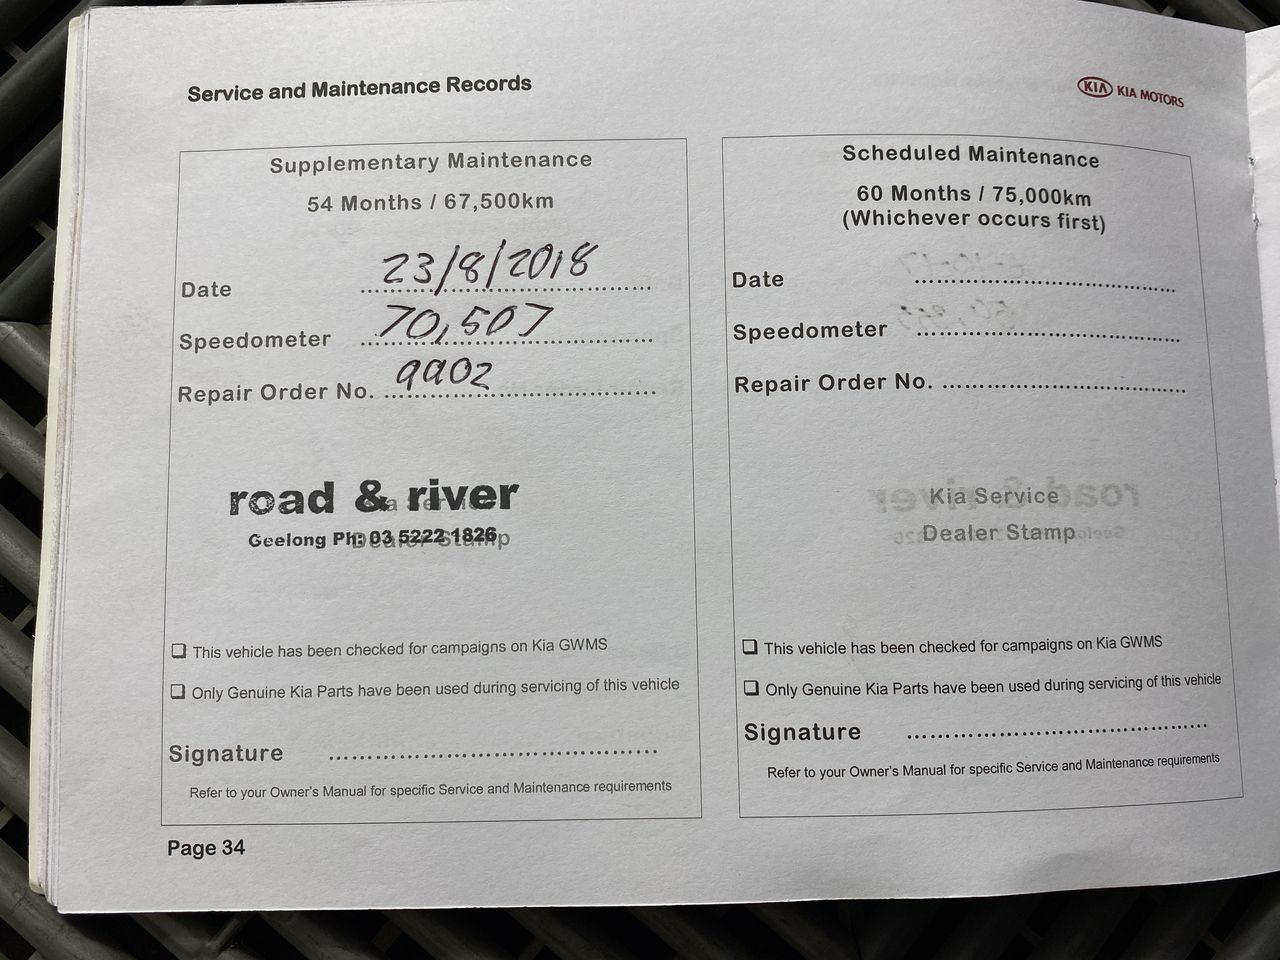 Service and Maintenance Records
KIA KIA MOTORS
Supplementary Maintenance
54 Months / 67,500km
Date 23/8/2018
Speedometer 70,507
Repair Order No. 9902
road & river
Geelong Ph: 03 5222 1826
Kia Service
Dealer Stamp
❏ This vehicle has been checked for campaigns on Kia GWMS
❏ Only Genuine Kia Parts have been used during servicing of this vehicle
Signature
Refer to your Owner's Manual for specific Service and Maintenance requirements
Scheduled Maintenance
60 Months / 75,000km
(Whichever occurs first)
Date
Speedometer
Repair Order No.
Kia Service
Dealer Stamp
❏ This vehicle has been checked for campaigns on Kia GWMS
❏ Only Genuine Kia Parts have been used during servicing of this vehicle
Signature
Refer to your Owner's Manual for specific Service and Maintenance requirements
Page 34